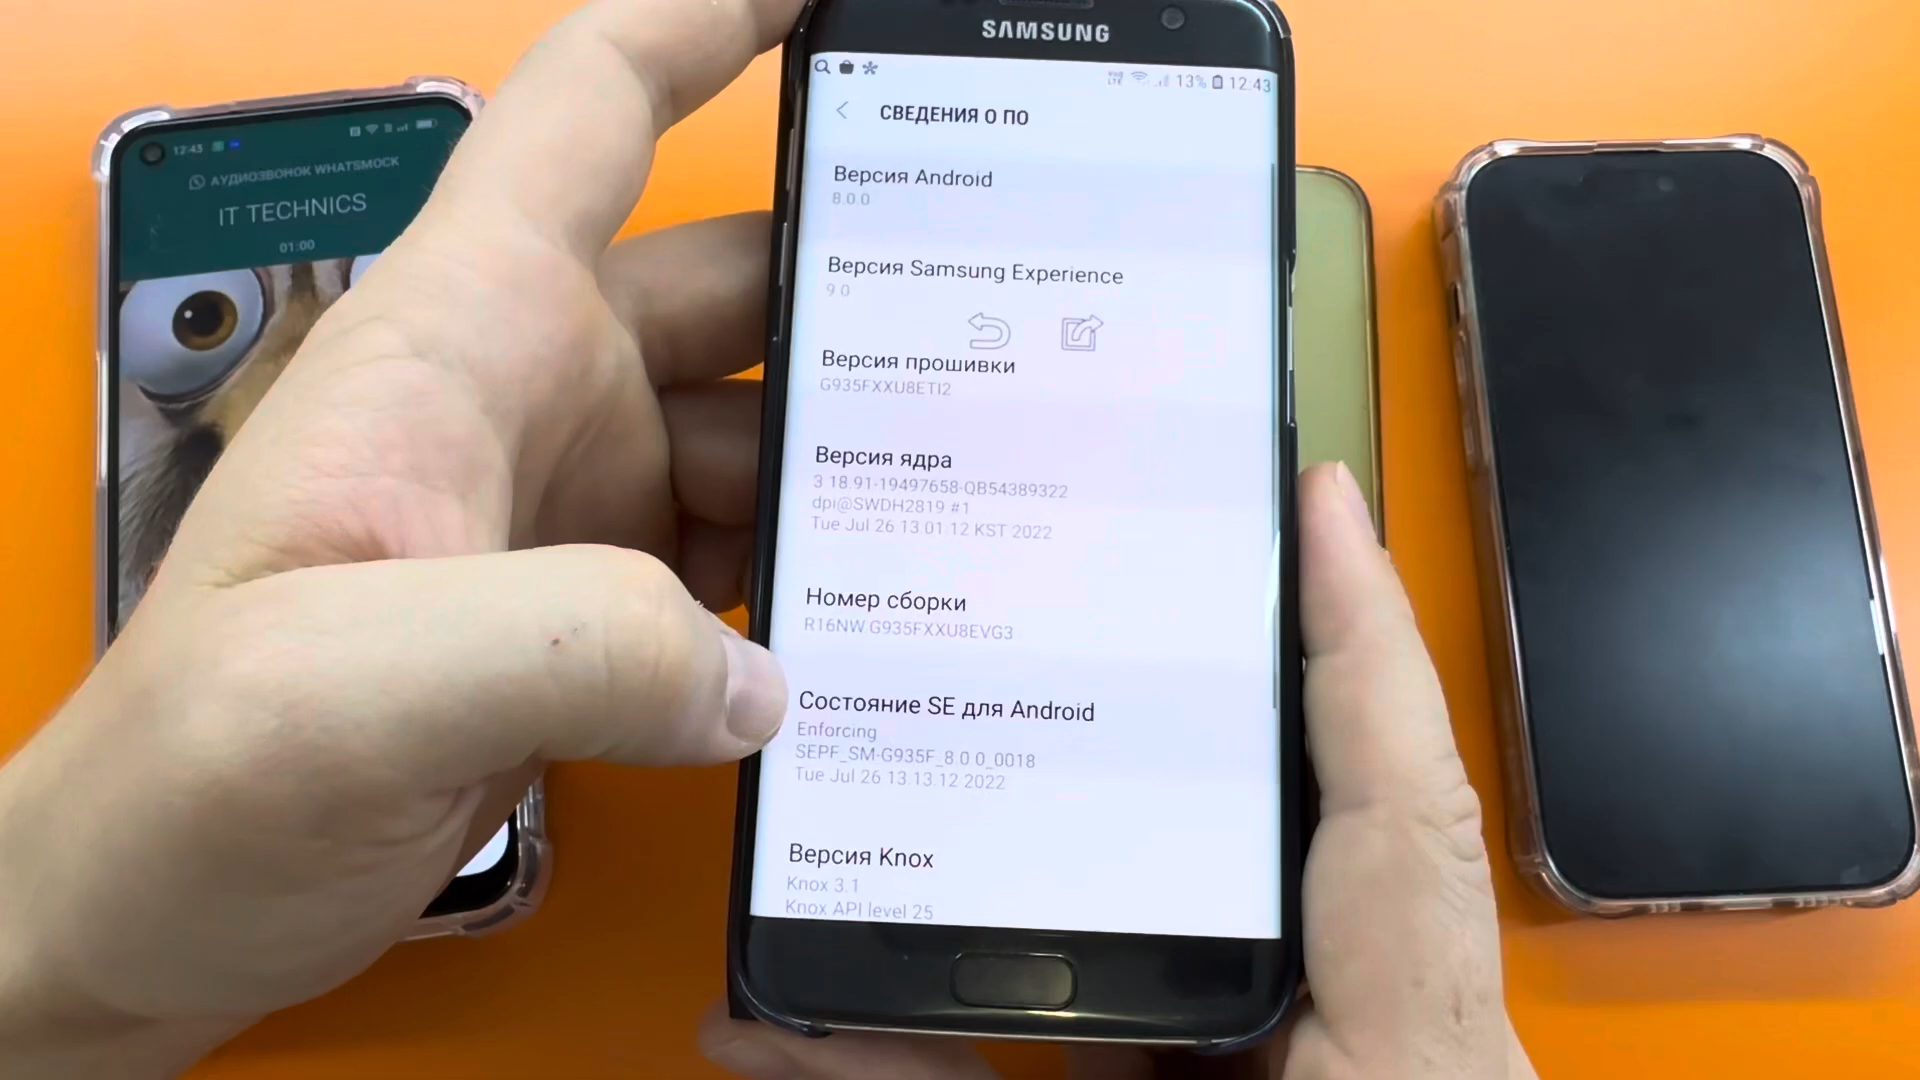 12:43
АУДИОЗВОНОК WHATSMOCK
IT TECHNICS
01:00
SAMSUNG
13% 12:43
СВЕДЕНИЯ О ПО
Версия Android
8.0.0
Версия Samsung Experience
9.0
Версия прошивки
G935FXXU8ETI2
Версия ядра
3.18.91-19497658-QB54389322
dpi@SWDH2819 #1
Tue Jul 26 13:01:12 KST 2022
Номер сборки
R16NW.G935FXXU8EVG3
Состояние SE для Android
Enforcing
SEPF_SM-G935F_8.0.0_0018
Tue Jul 26 13:13:12 2022
Версия Knox
Knox 3.1
Knox API level 25